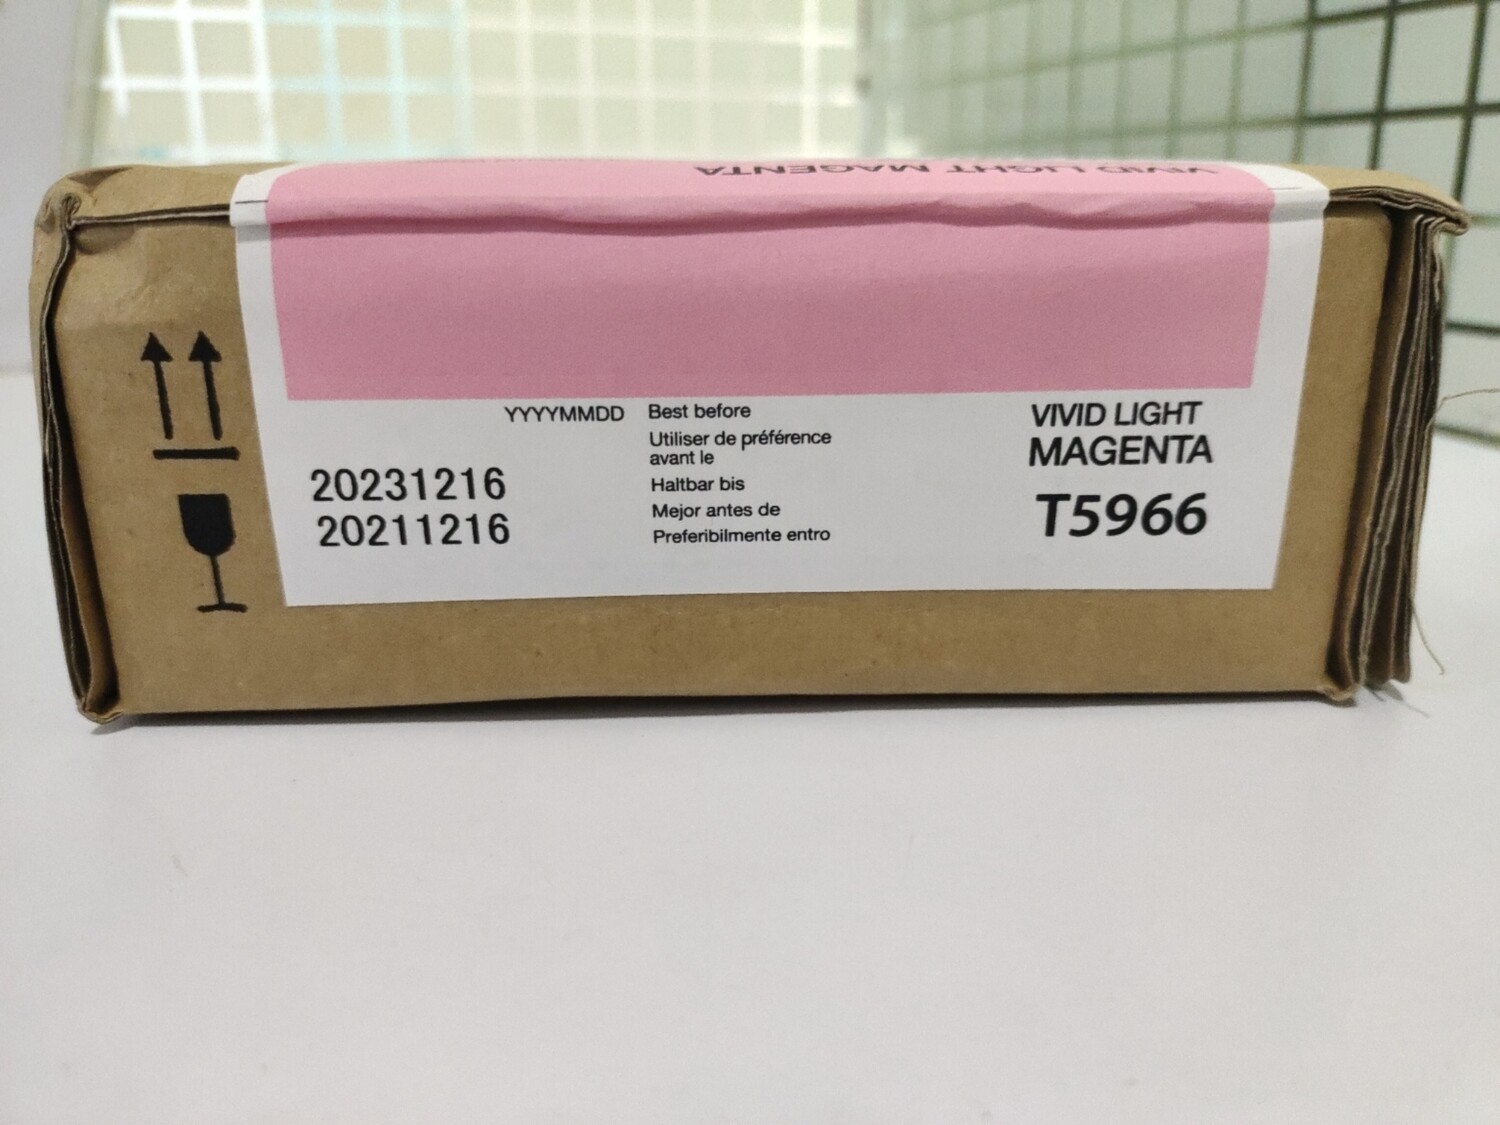 VIVID LIGHT MAGENTA
YYYYMMDD
20231216
20211216
Best before
Utiliser de préférence
avant le
Haltbar bis
Mejor antes de
Preferibilmente entro
VIVID LIGHT
MAGENTA
T5966